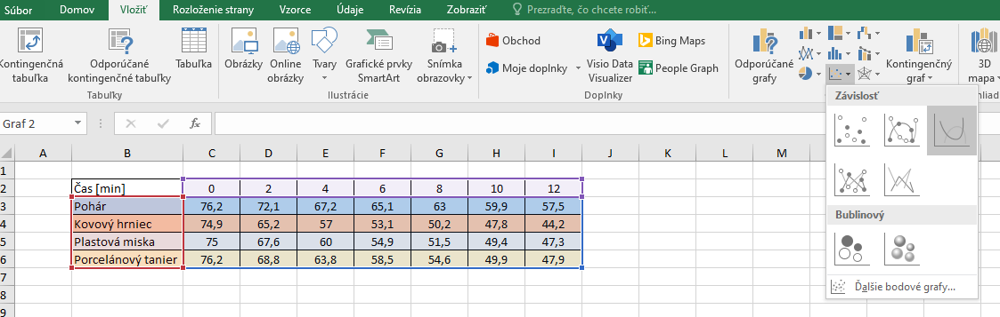 Súbor Domov Vložiť Rozloženie strany Vzorce Údaje Revízia Zobraziť Prezraďte, čo chcete robiť...
Kontingenčná tabuľka
Odporúčané kontingenčné tabuľky
Tabuľka
Tabuľky
Obrázky
Online obrázky
Tvary
Grafické prvky SmartArt
Snímka obrazovky
Ilustrácie
Obchod
Moje doplnky
Visio Data Visualizer
Bing Maps
People Graph
Doplnky
Odporúčané grafy
Kontingenčný graf
3D mapa
Graf 2 fx
A B C D E F G H I J K L M
1
2 Čas [min] 0 2 4 6 8 10 12
3 Pohár 76,2 72,1 67,2 65,1 63 59,9 57,5
4 Kovový hrniec 74,9 65,2 57 53,1 50,2 47,8 44,2
5 Plastová miska 75 67,6 60 54,9 51,5 49,4 47,3
6 Porcelánový tanier 76,2 68,8 63,8 58,5 54,6 49,9 47,9
7
8
9
Závislosť
Bublinový
Ďalšie bodové grafy...